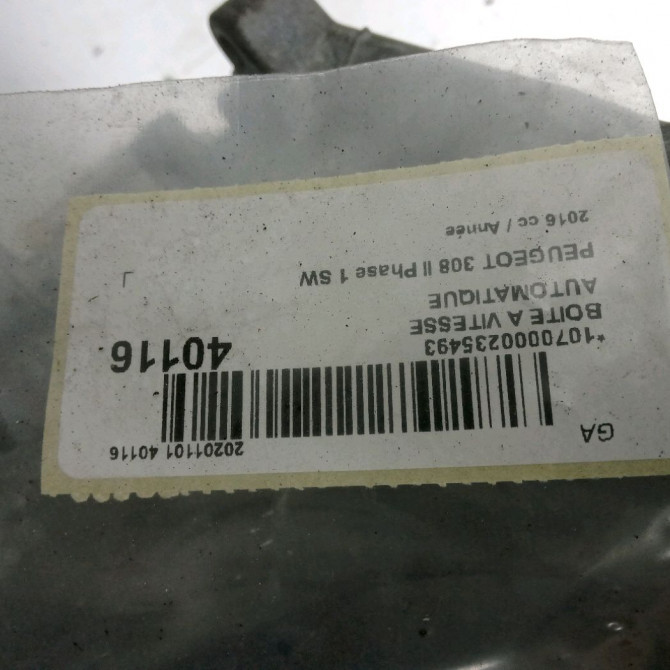 GA
20201101 40116
*1070000235493
40116
BOITE A VITESSE
AUTOMATIQUE
PEUGEOT 308 II Phase 1 SW
2016 cc / Année